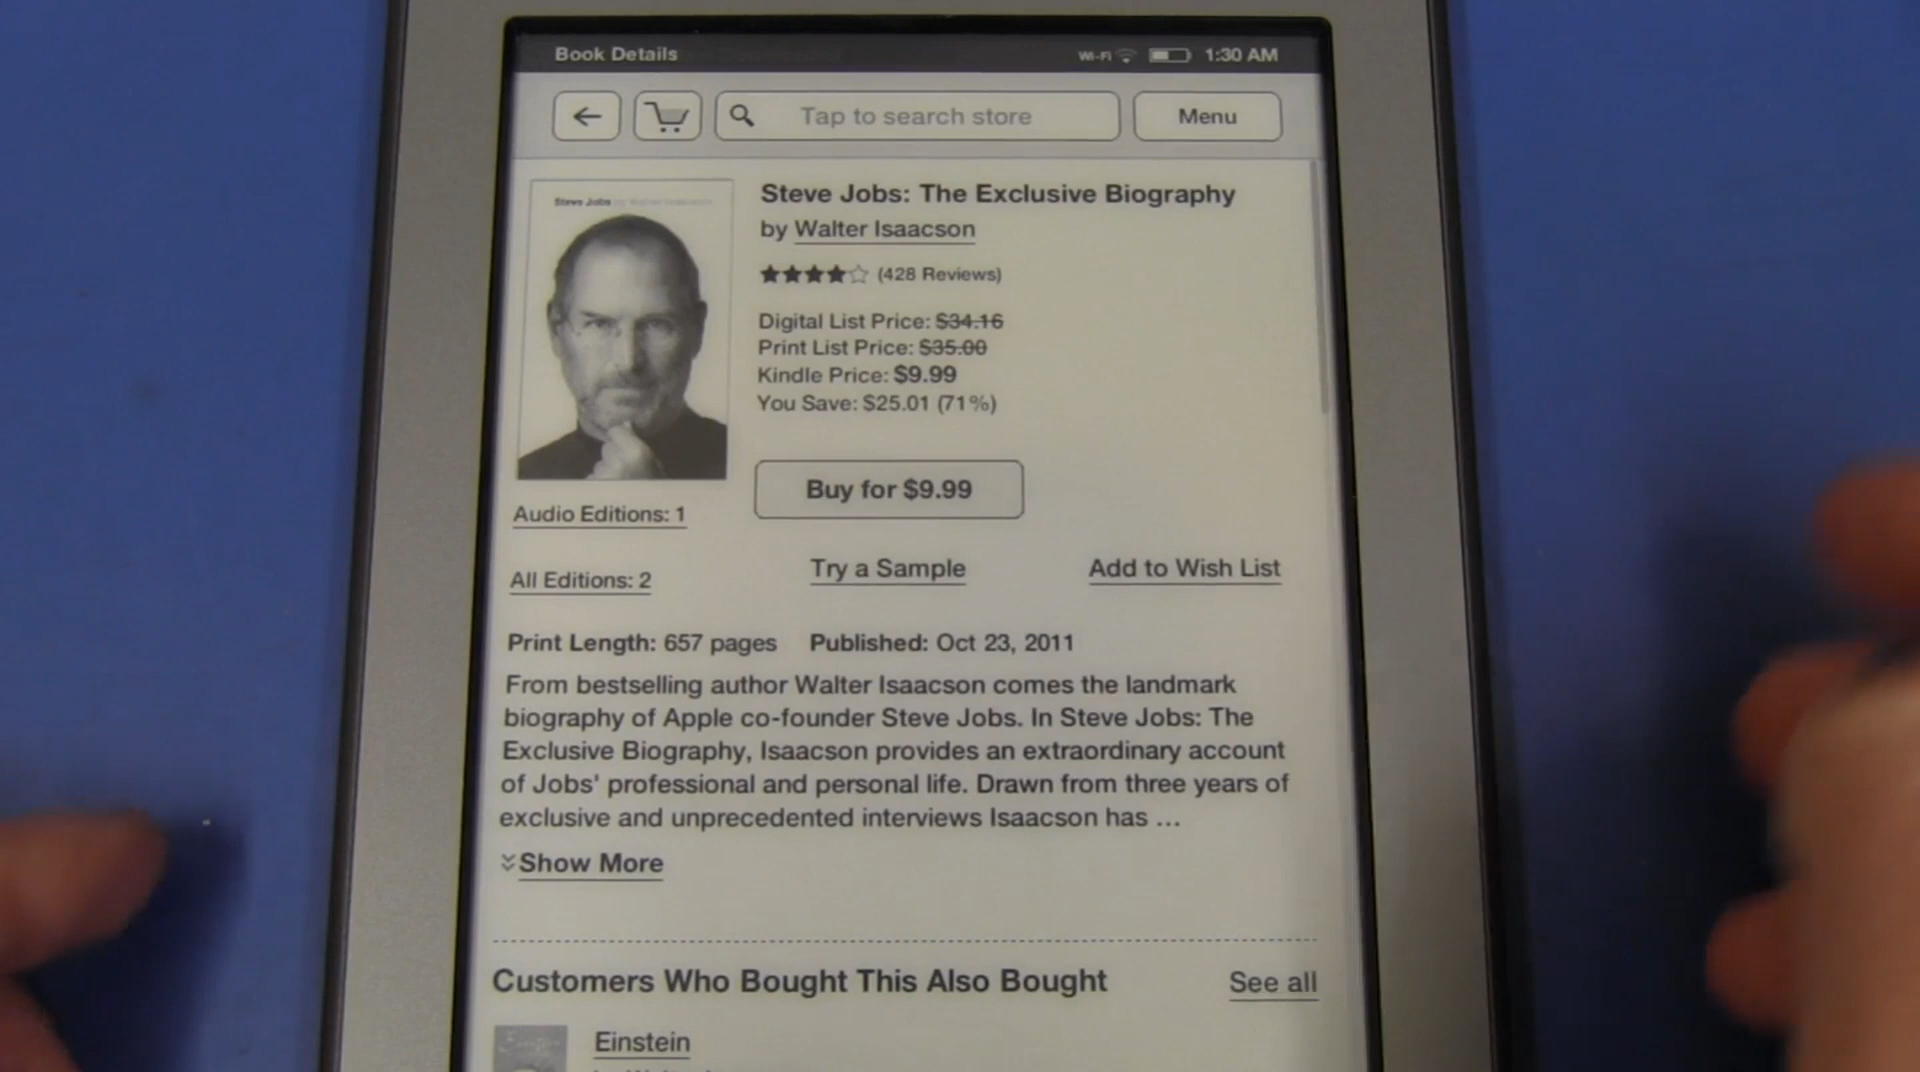 Book Details
Wi-Fi 1:30 AM
Tap to search store
Menu
Steve Jobs by Walter Isaacson
Steve Jobs: The Exclusive Biography
by Walter Isaacson
(428 Reviews)
Digital List Price: $34.16
Print List Price: $35.00
Kindle Price: $9.99
You Save: $25.01 (71%)
Buy for $9.99
Audio Editions: 1
All Editions: 2
Try a Sample
Add to Wish List
Print Length: 657 pages Published: Oct 23, 2011
From bestselling author Walter Isaacson comes the landmark
biography of Apple co-founder Steve Jobs. In Steve Jobs: The
Exclusive Biography, Isaacson provides an extraordinary account
of Jobs' professional and personal life. Drawn from three years of
exclusive and unprecedented interviews Isaacson has ...
Show More
Customers Who Bought This Also Bought
See all
Einstein